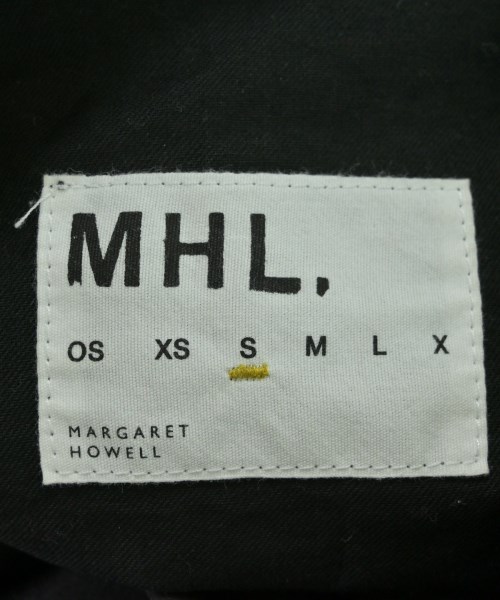 MHL.
OS XS S M L X
MARGARET
HOWELL